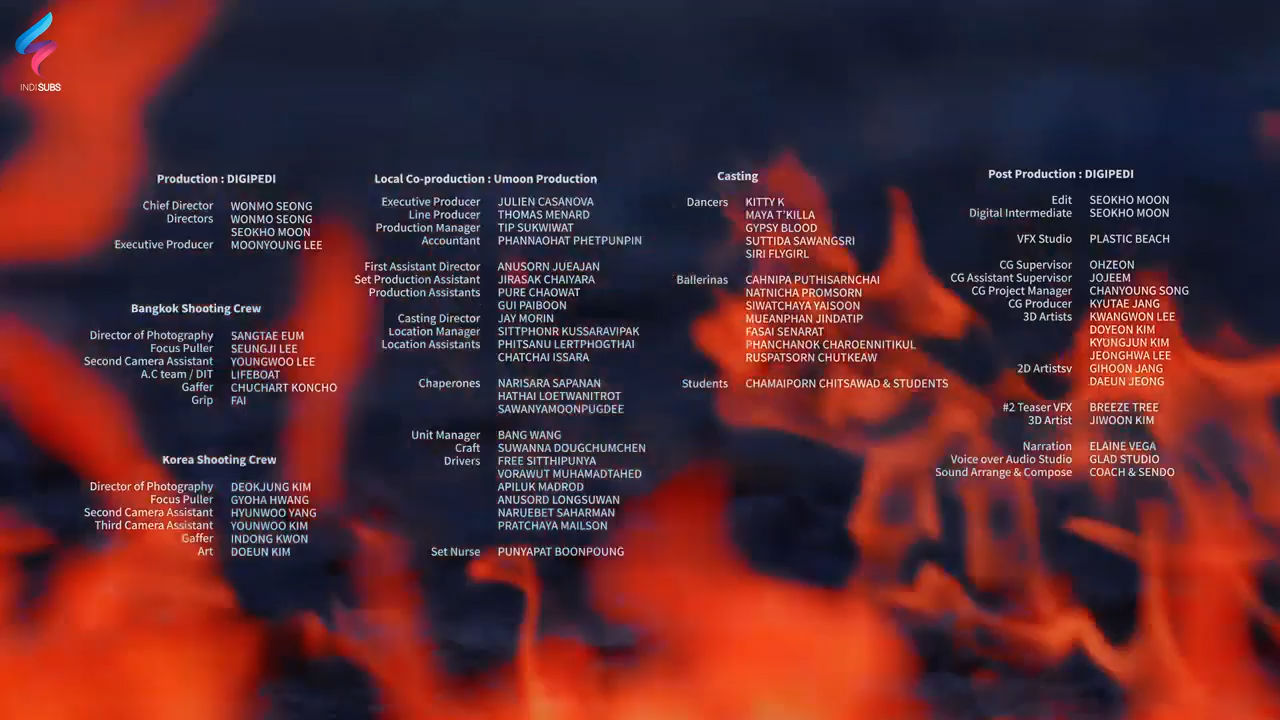 INDISUBS
Production : DIGIPEDI
Chief Director WONMO SEONG
Directors WONMO SEONG
SEOKHO MOON
Executive Producer MOONYOUNG LEE
Bangkok Shooting Crew
Director of Photography SANGTAE EUM
Focus Puller SEUNGJI LEE
Second Camera Assistant YOUNGWOO LEE
A.C team / DIT LIFEBOAT
Gaffer CHUCHART KONCHO
Grip FAI
Korea Shooting Crew
Director of Photography DEOKJUNG KIM
Focus Puller GYOHA HWANG
Second Camera Assistant HYUNWOO YANG
Third Camera Assistant YOUNWOO KIM
Gaffer INDONG KWON
Art DOEUN KIM
Local Co-production : Umoon Production
Executive Producer JULIEN CASANOVA
Line Producer THOMAS MENARD
Production Manager TIP SUKWIWAT
Accountant PHANNAOHAT PHETPUNPIN
First Assistant Director ANUSORN JUEAJAN
Set Production Assistant JIRASAK CHAIYARA
Production Assistants PURE CHAOWAT
GUI PAIBOON
Casting Director JAY MORIN
Location Manager SITTPHONR KUSSARAVIPAK
Location Assistants PHITSANU LERTPHOGTHAI
CHATCHAI ISSARA
Chaperones NARISARA SAPANAN
HATHAI LOETWANITROT
SAWANYAMOONPUGDEE
Unit Manager BANG WANG
Craft SUWANNA DOUGCHUMCHEN
Drivers FREE SITTHIPUNYA
VORAWUT MUHAMADTAHED
APILUK MADROD
ANUSORD LONGSUWAN
NARUEBET SAHARMAN
PRATCHAYA MAILSON
Set Nurse PUNYAPAT BOONPOUNG
Casting
Dancers KITTY K
MAYA T'KILLA
GYPSY BLOOD
SUTTIDA SAWANGSRI
SIRI FLYGIRL
Ballerinas CAHNIPA PUTHISARNCHAI
NATNICHA PROMSORN
SIWATCHAYA YAISOON
MUEANPHAN JINDATIP
FASAI SENARAT
PHANCHANOK CHAROENNITIKUL
RUSPATSORN CHUTKEAW
Students CHAMAIPORN CHITSAWAD & STUDENTS
Post Production : DIGIPEDI
Edit SEOKHO MOON
Digital Intermediate SEOKHO MOON
VFX Studio PLASTIC BEACH
CG Supervisor OHZEON
CG Assistant Supervisor JOJEEM
CG Project Manager CHANYOUNG SONG
CG Producer KYUTAE JANG
3D Artists KWANGWON LEE
DOYEON KIM
KYUNGJUN KIM
JEONGHWA LEE
2D Artistsv GIHOON JANG
DAEUN JEONG
#2 Teaser VFX BREEZE TREE
3D Artist JIWOON KIM
Narration ELAINE VEGA
Voice over Audio Studio GLAD STUDIO
Sound Arrange & Compose COACH & SENDO